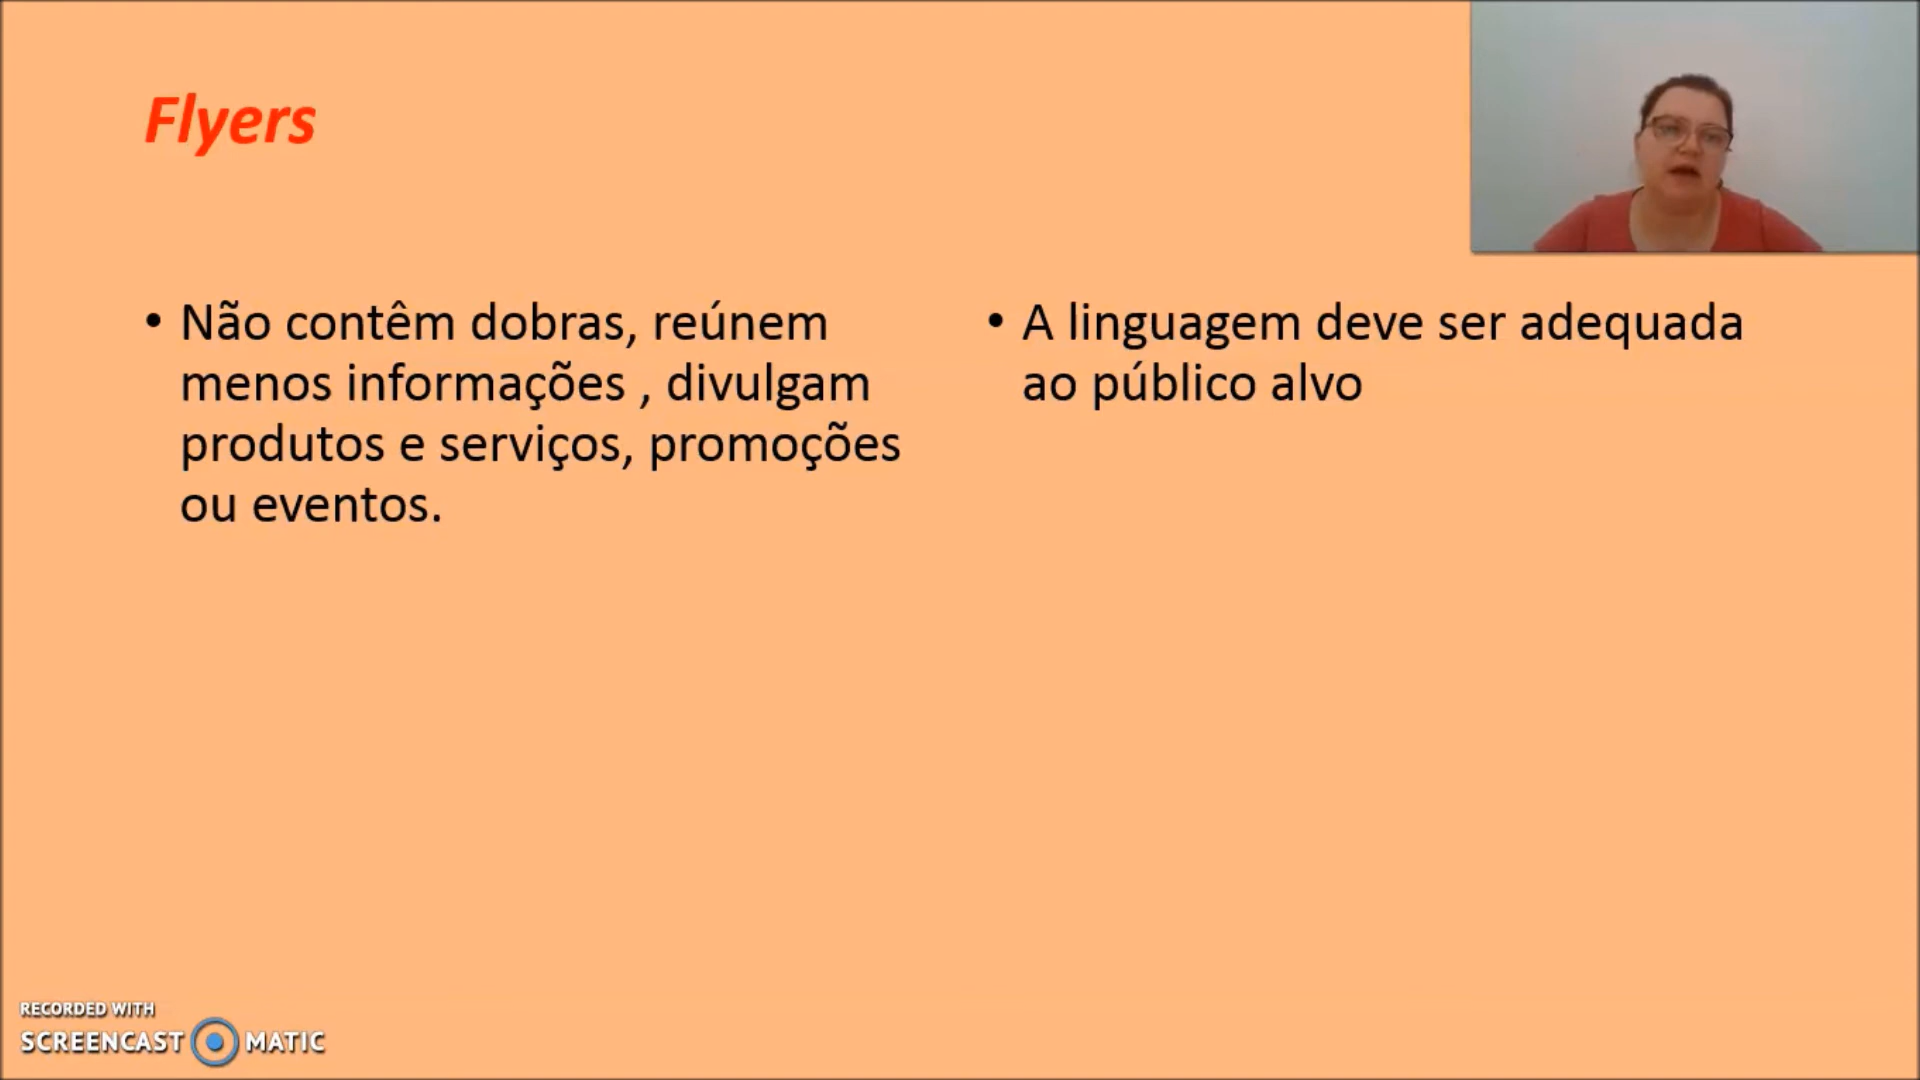 Flyers
• Não contêm dobras, reúnem
menos informações , divulgam
produtos e serviços, promoções
ou eventos.
• A linguagem deve ser adequada
ao público alvo
RECORDED WITH
SCREENCAST MATIC